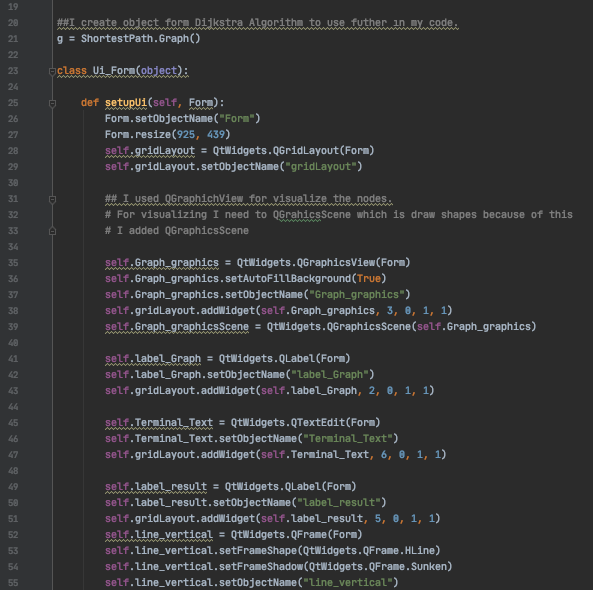 19
20 ##I create object form Dijkstra Algorithm to use futher in my code.
21 g = ShortestPath.Graph()
22
23 class Ui_Form(object):
24
25 def setupUi(self, Form):
26 Form.setObjectName("Form")
27 Form.resize(925, 439)
28 self.gridLayout = QtWidgets.QGridLayout(Form)
29 self.gridLayout.setObjectName("gridLayout")
30
31 ## I used QGraphichView for visualize the nodes.
32 # For visualizing I need to QGrahicsScene which is draw shapes because of this
33 # I added QGraphicsScene
34
35 self.Graph_graphics = QtWidgets.QGraphicsView(Form)
36 self.Graph_graphics.setAutoFillBackground(True)
37 self.Graph_graphics.setObjectName("Graph_graphics")
38 self.gridLayout.addWidget(self.Graph_graphics, 3, 0, 1, 1)
39 self.Graph_graphicsScene = QtWidgets.QGraphicsScene(self.Graph_graphics)
40
41 self.label_Graph = QtWidgets.QLabel(Form)
42 self.label_Graph.setObjectName("label_Graph")
43 self.gridLayout.addWidget(self.label_Graph, 2, 0, 1, 1)
44
45 self.Terminal_Text = QtWidgets.QTextEdit(Form)
46 self.Terminal_Text.setObjectName("Terminal_Text")
47 self.gridLayout.addWidget(self.Terminal_Text, 6, 0, 1, 1)
48
49 self.label_result = QtWidgets.QLabel(Form)
50 self.label_result.setObjectName("label_result")
51 self.gridLayout.addWidget(self.label_result, 5, 0, 1, 1)
52 self.line_vertical = QtWidgets.QFrame(Form)
53 self.line_vertical.setFrameShape(QtWidgets.QFrame.HLine)
54 self.line_vertical.setFrameShadow(QtWidgets.QFrame.Sunken)
55 self.line_vertical.setObjectName("line_vertical")